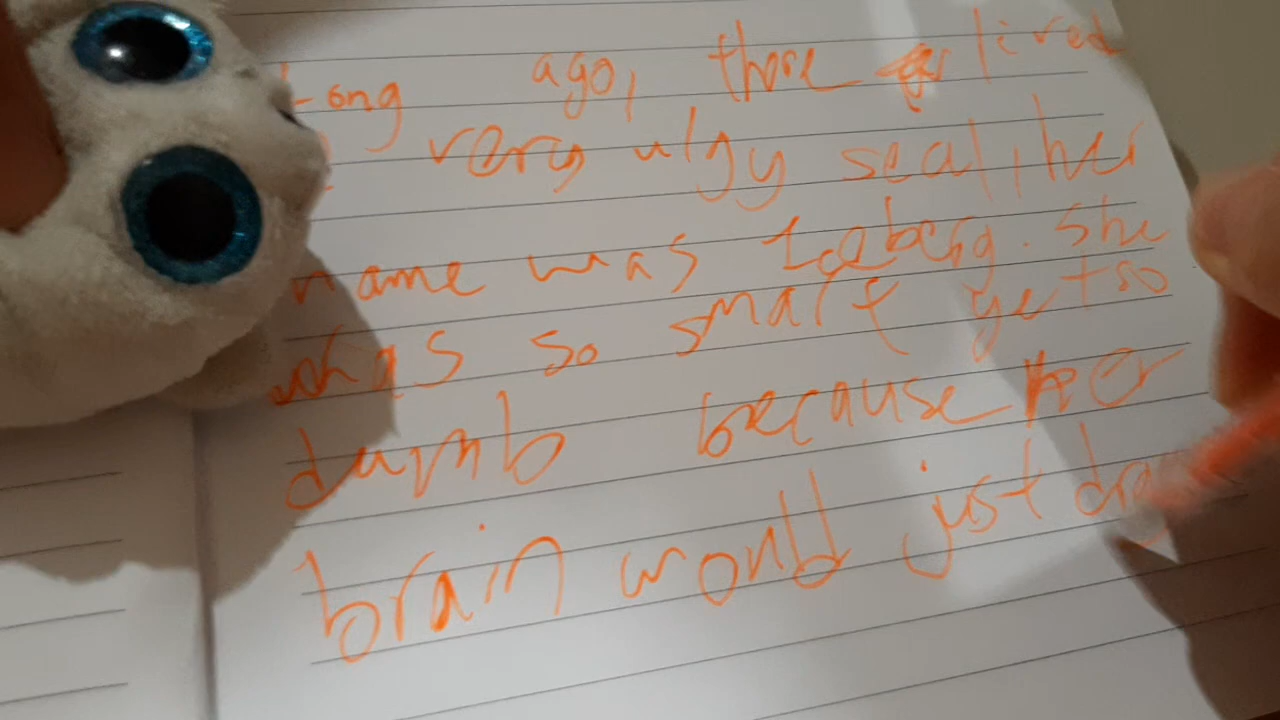 Long ago, there lived
very ulgy seal, her
name was Iceberg. She
was so smart yet so
dumb because her
brain would just